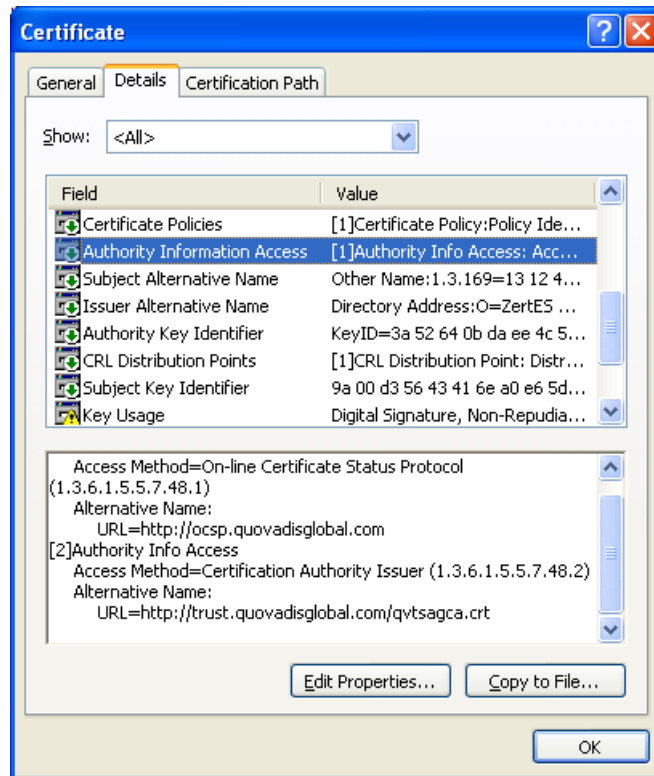 Certificate
General Details Certification Path
Show: <All>
Field Value
Certificate Policies [1]Certificate Policy:Policy Ide...
Authority Information Access [1]Authority Info Access: Acc...
Subject Alternative Name Other Name:1.3.169=13 12 4...
Issuer Alternative Name Directory Address:O=ZertES ...
Authority Key Identifier KeyID=3a 52 64 0b da ee 4c 5...
CRL Distribution Points [1]CRL Distribution Point: Distr...
Subject Key Identifier 9a 00 d3 56 43 41 6e a0 e6 5d...
Key Usage Digital Signature, Non-Repudia...
Access Method=On-line Certificate Status Protocol
(1.3.6.1.5.5.7.48.1)
Alternative Name:
URL=http://ocsp.quovadisglobal.com
[2]Authority Info Access
Access Method=Certification Authority Issuer (1.3.6.1.5.5.7.48.2)
Alternative Name:
URL=http://trust.quovadisglobal.com/qvtsagca.crt
Edit Properties... Copy to File...
OK